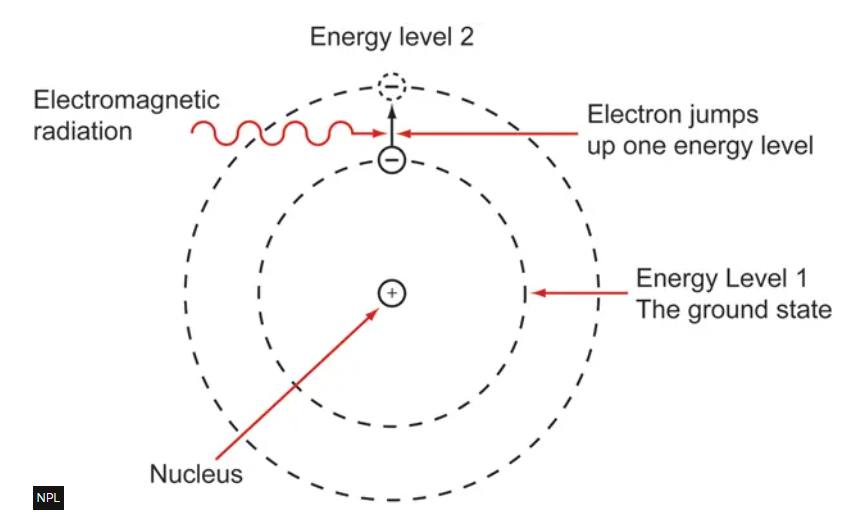 Energy level 2
Electromagnetic
radiation
Electron jumps
up one energy level
−
−
+
Energy Level 1
The ground state
Nucleus
NPL